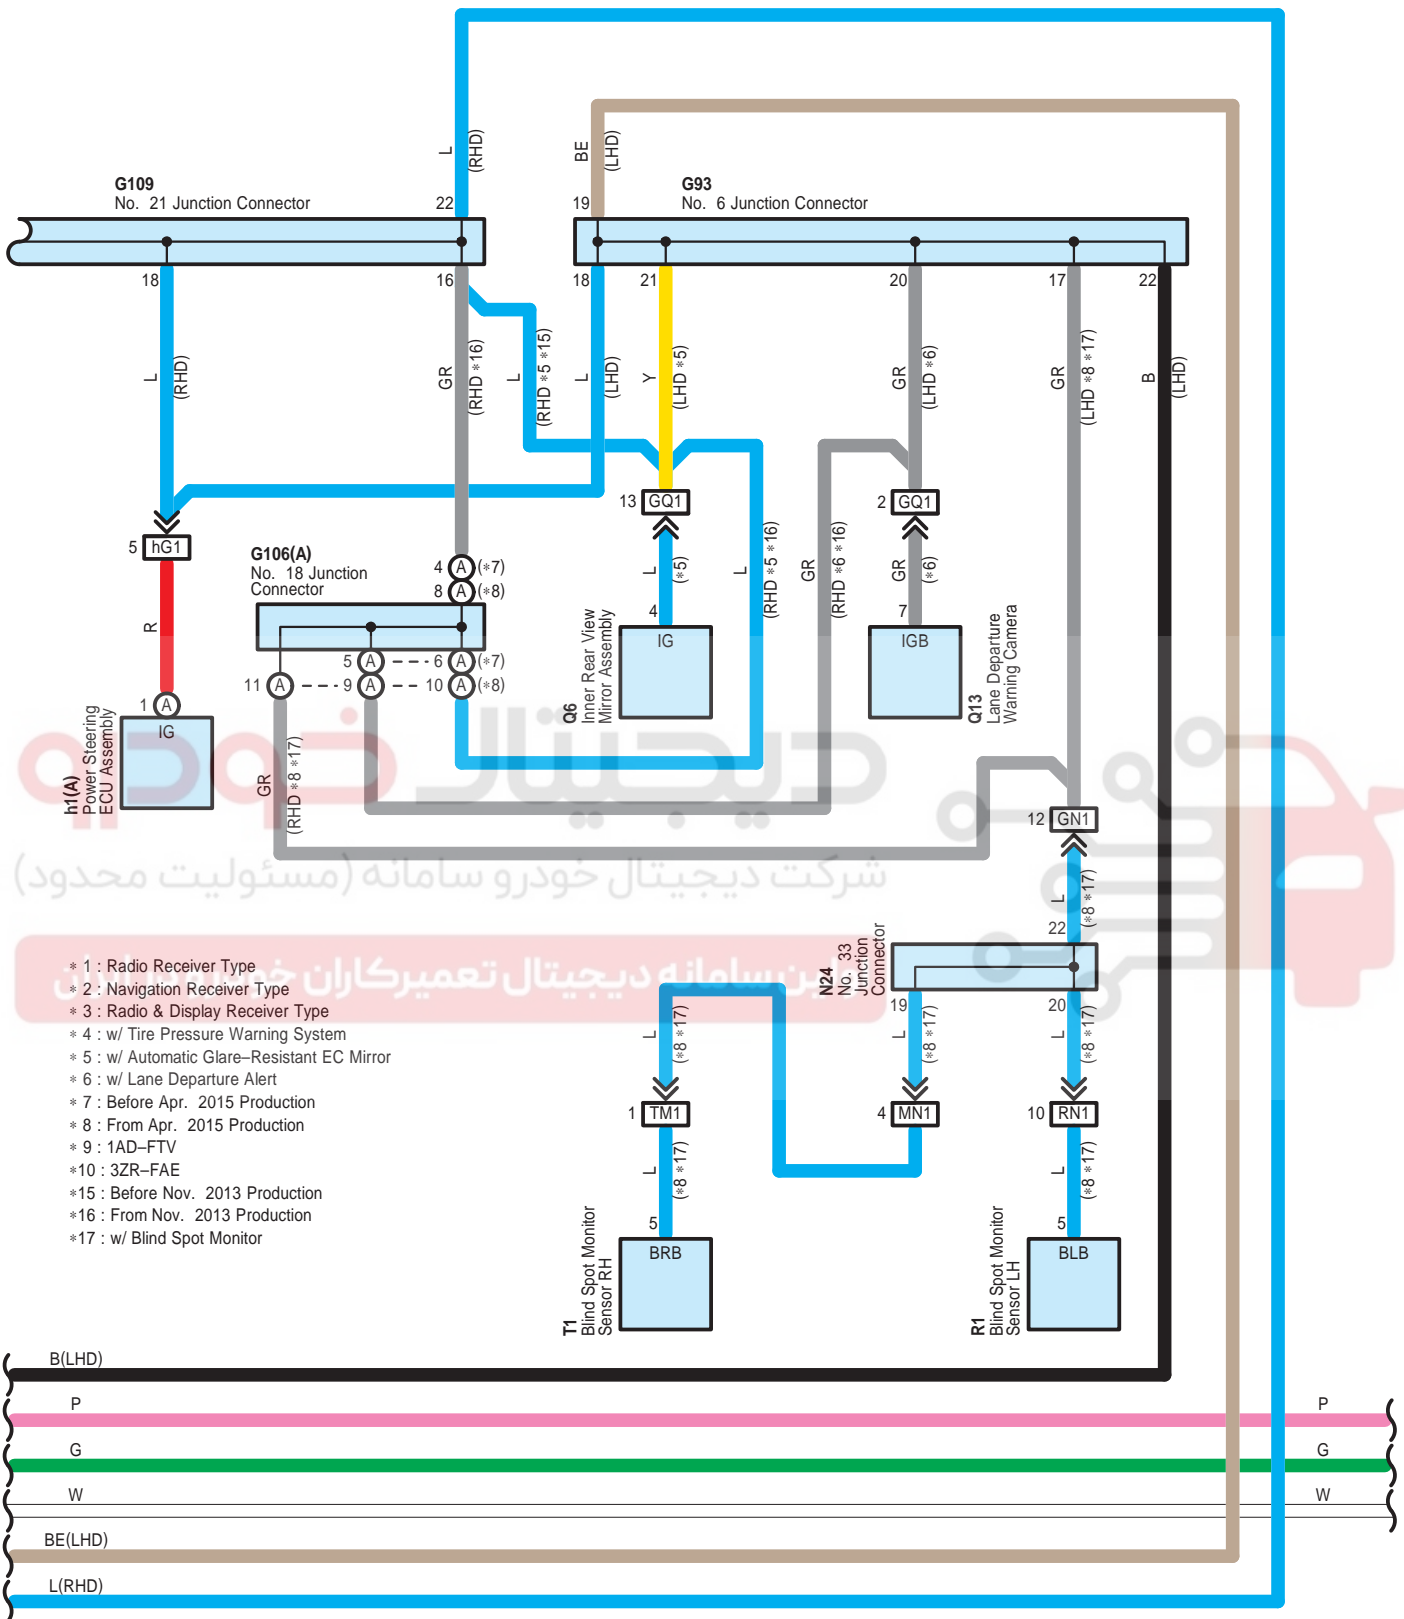 L
(RHD)
BE
(LHD)
G109
No. 21 Junction Connector
22
19
G93
No. 6 Junction Connector
18
16
18
21
20
17
22
L
(RHD)
GR
(RHD *16)
L
(RHD *5 *15)
L
(LHD)
Y
(LHD *5)
GR
(LHD *6)
GR
(LHD *8 *17)
B
(LHD)
5 hG1
13 GQ1
2 GQ1
G106(A)
No. 18 Junction
Connector
4 A (*7)
8 A (*8)
5 A 6 A (*7)
11 A 9 A 10 A (*8)
R
L
(*5)
L
(RHD *5 *16)
GR
(RHD *6 *16)
GR
(*6)
1 A
IG
h1(A)
Power Steering
ECU Assembly
4
IG
Q6
Inner Rear View
Mirror Assembly
7
IGB
Q13
Lane Departure
Warning Camera
GR
(RHD *8 *17)
12 GN1
دیجیتال خودرو
شرکت دیجیتال خودرو سامانه (مسئولیت محدود)
L
(*8 *17)
22
N24
No. 33
Junction
Connector
19
20
سامانه دیجیتال تعمیرکاران خودرو
* 1 : Radio Receiver Type
* 2 : Navigation Receiver Type
* 3 : Radio & Display Receiver Type
* 4 : w/ Tire Pressure Warning System
* 5 : w/ Automatic Glare–Resistant EC Mirror
* 6 : w/ Lane Departure Alert
* 7 : Before Apr. 2015 Production
* 8 : From Apr. 2015 Production
* 9 : 1AD–FTV
*10 : 3ZR–FAE
*15 : Before Nov. 2013 Production
*16 : From Nov. 2013 Production
*17 : w/ Blind Spot Monitor
L
(*8 *17)
L
(*8 *17)
L
(*8 *17)
1 TM1
4 MN1
10 RN1
L
(*8 *17)
L
(*8 *17)
5
BRB
T1
Blind Spot Monitor
Sensor RH
5
BLB
R1
Blind Spot Monitor
Sensor LH
B(LHD)
P
P
G
G
W
W
BE(LHD)
L(RHD)